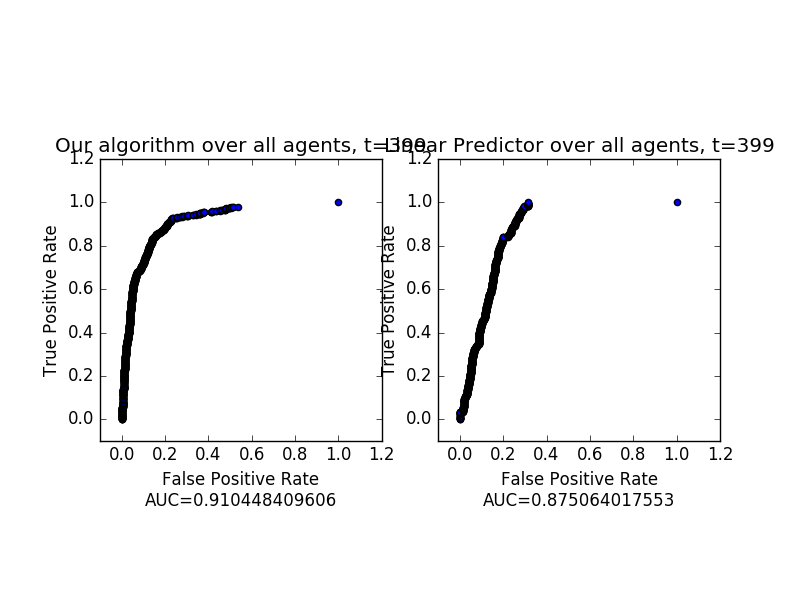 Our algorithm over all agents, t=399
1.2
1.0
0.8
0.6
0.4
0.2
0.0
True Positive Rate
0.0 0.2 0.4 0.6 0.8 1.0 1.2
False Positive Rate
AUC=0.910448409606
Linear Predictor over all agents, t=399
1.2
1.0
0.8
0.6
0.4
0.2
0.0
True Positive Rate
0.0 0.2 0.4 0.6 0.8 1.0 1.2
False Positive Rate
AUC=0.875064017553